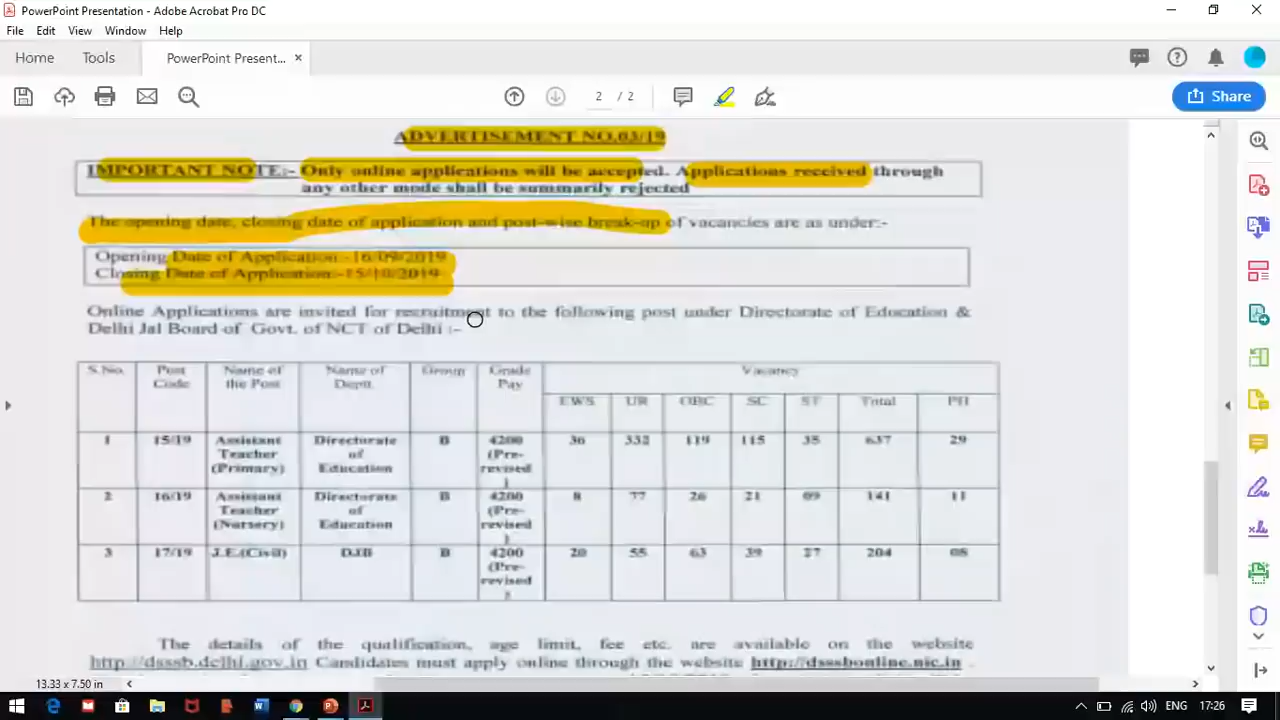 PowerPoint Presentation - Adobe Acrobat Pro DC
File Edit View Window Help
Home Tools PowerPoint Present... ×
2 / 2
Share
ADVERTISEMENT NO.03/19
IMPORTANT NOTE:- Only online applications will be accepted. Applications received through
any other mode shall be summarily rejected
The opening date, closing date of application and post-wise break-up of vacancies are as under:-
Opening Date of Application:-16/09/2019
Closing Date of Application:-15/10/2019
Online Applications are invited for recruitment to the following post under Directorate of Education &
Delhi Jal Board of Govt. of NCT of Delhi :-
S.No. Post Code Name of the Post Name of Deptt. Group Grade Pay Vacancy
EWS UR OBC SC ST Total PH
1 15/19 Assistant Teacher (Primary) Directorate of Education B 4200 (Pre-revised) 36 332 119 115 35 637 29
2 16/19 Assistant Teacher (Nursery) Directorate of Education B 4200 (Pre-revised) 8 77 26 21 09 141 11
3 17/19 J.E.(Civil) DJB B 4200 (Pre-revised) 20 55 63 39 27 204 08
The details of the qualification, age limit, fee etc. are available on the website
http://dsssb.delhi.gov.in Candidates must apply online through the website http://dsssbonline.nic.in .
13.33 x 7.50 in
ENG 17:26